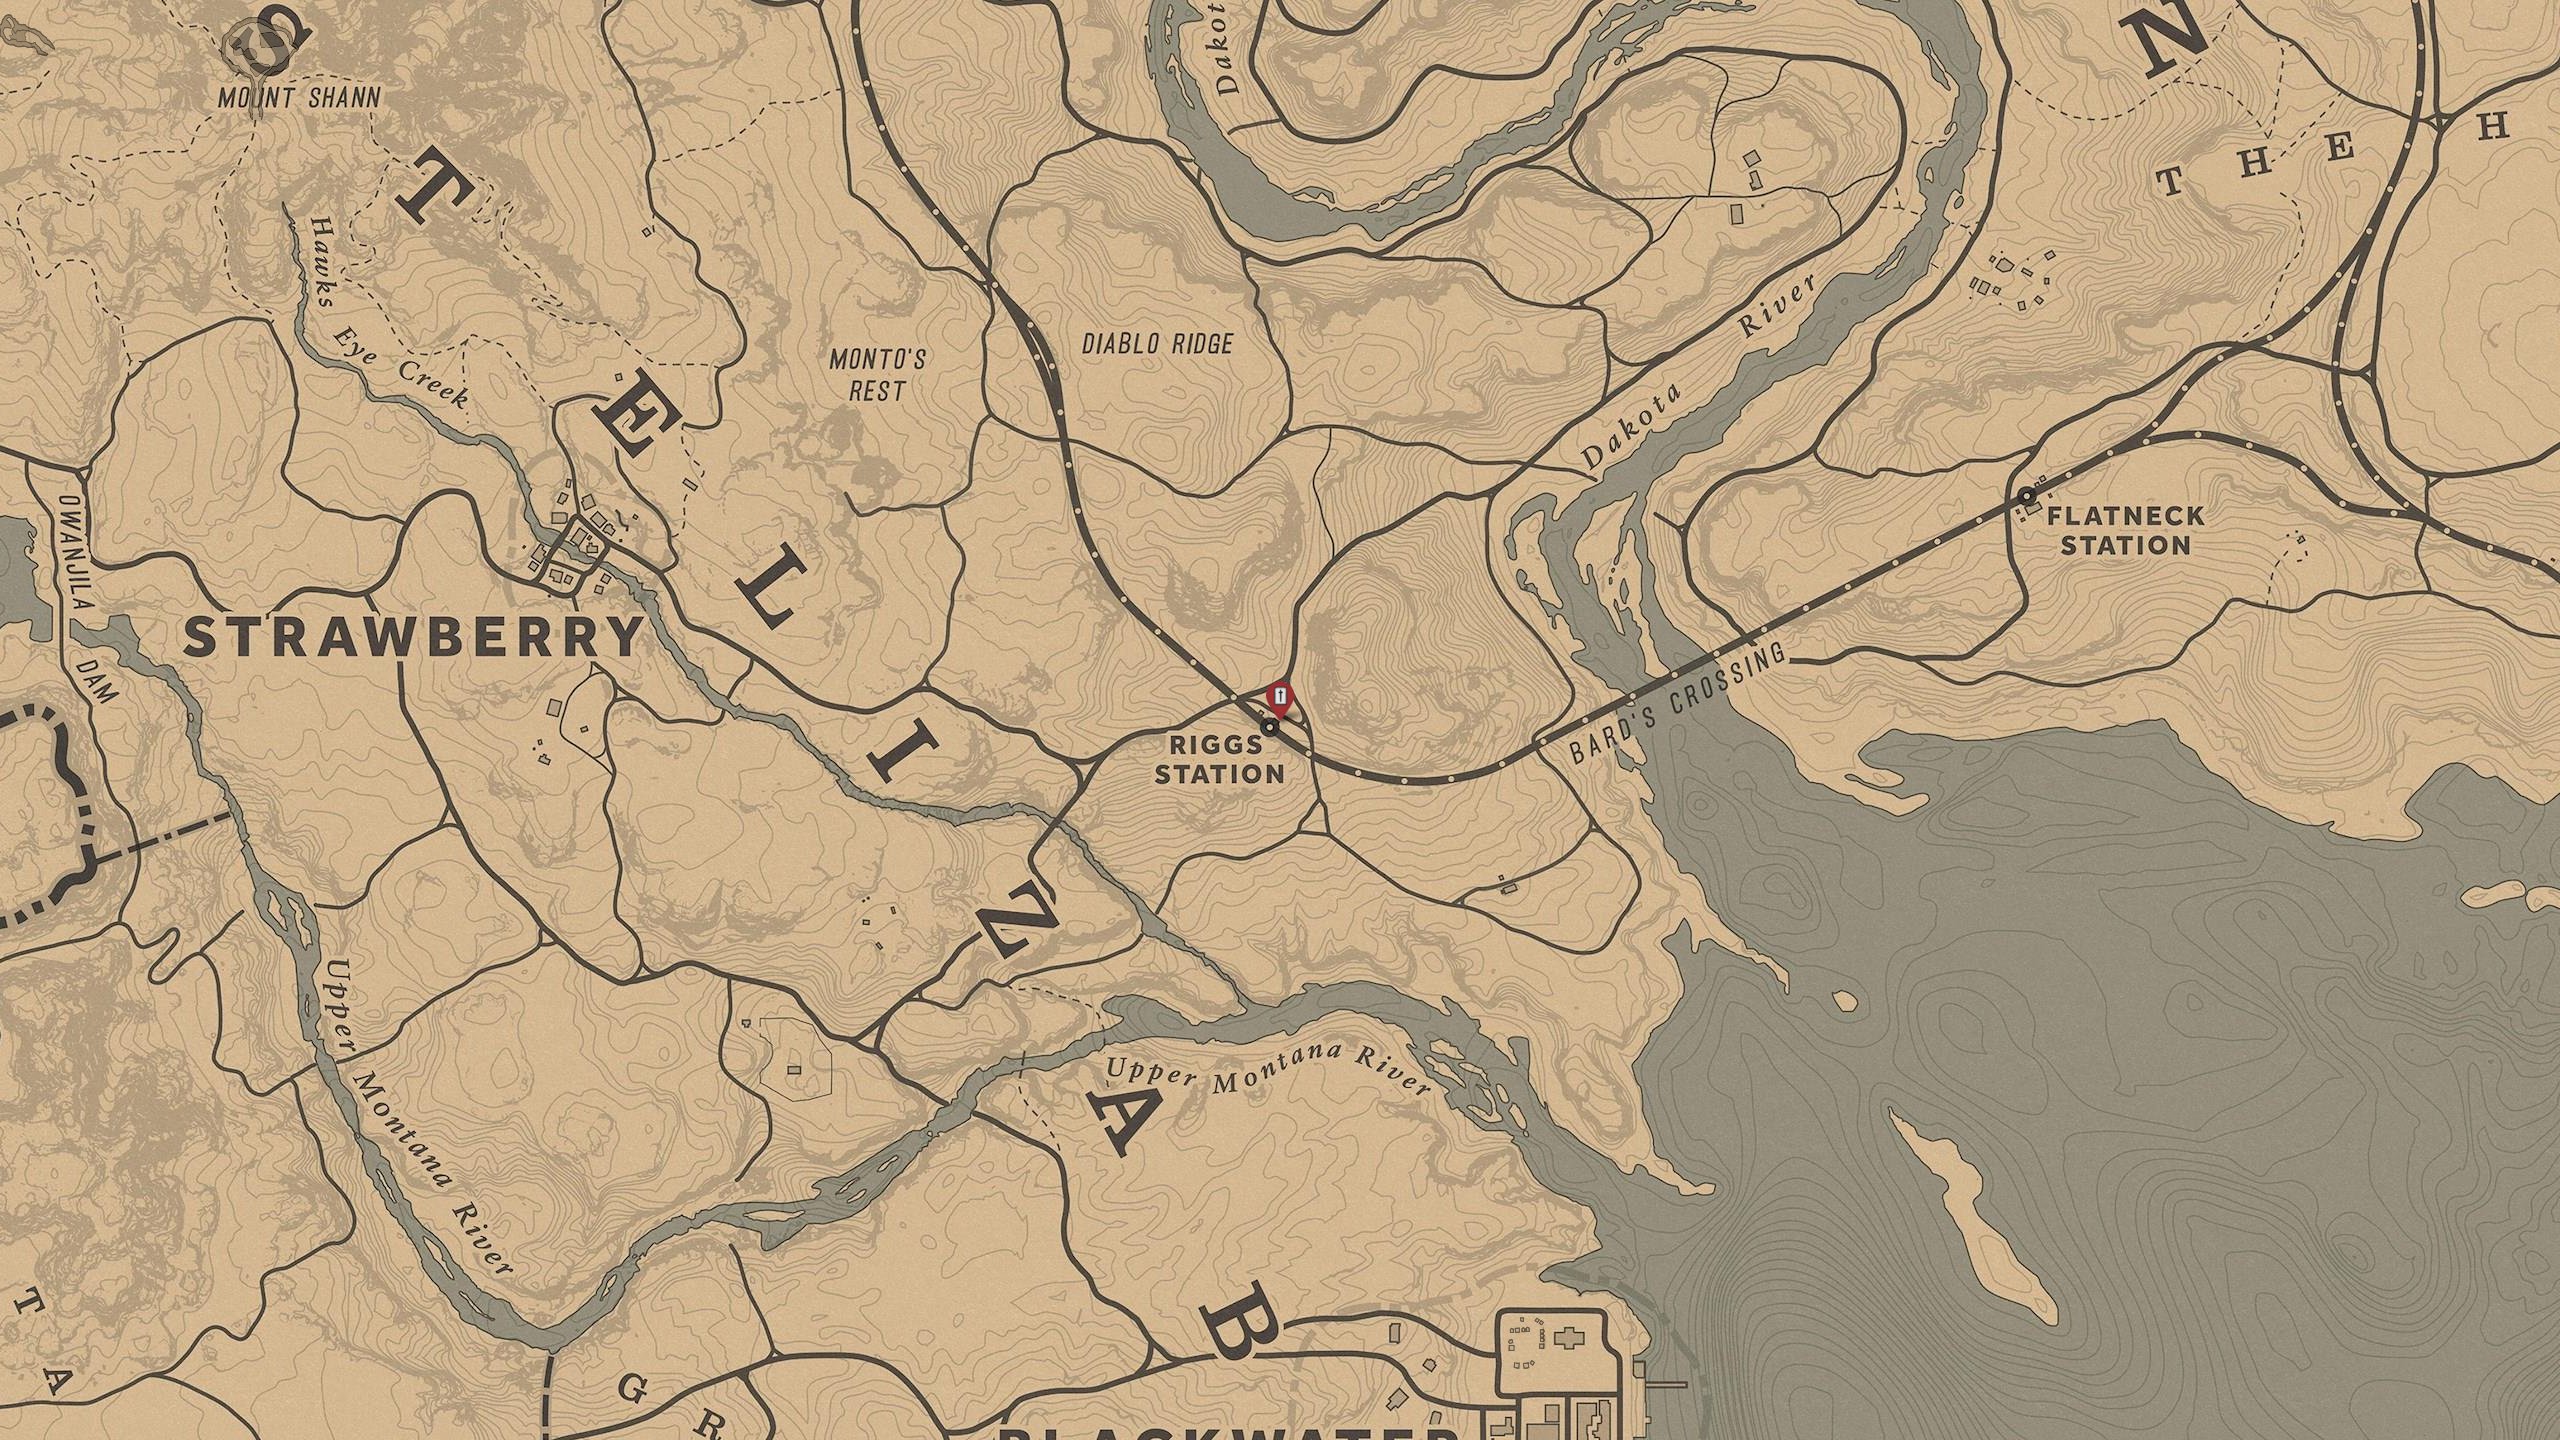 Dakot
N
S
MOUNT SHANN
T H E H
T
Hawks Eye Creek
River
DIABLO RIDGE
MONTO'S
REST
E
Dakota
OWANJILA
DAM
FLATNECK
STATION
L
STRAWBERRY
BARD'S CROSSING
RIGGS
STATION
I
Z
Upper
Montana River
Upper Montana River
A
T
A
B
G
R
BLACKWATER